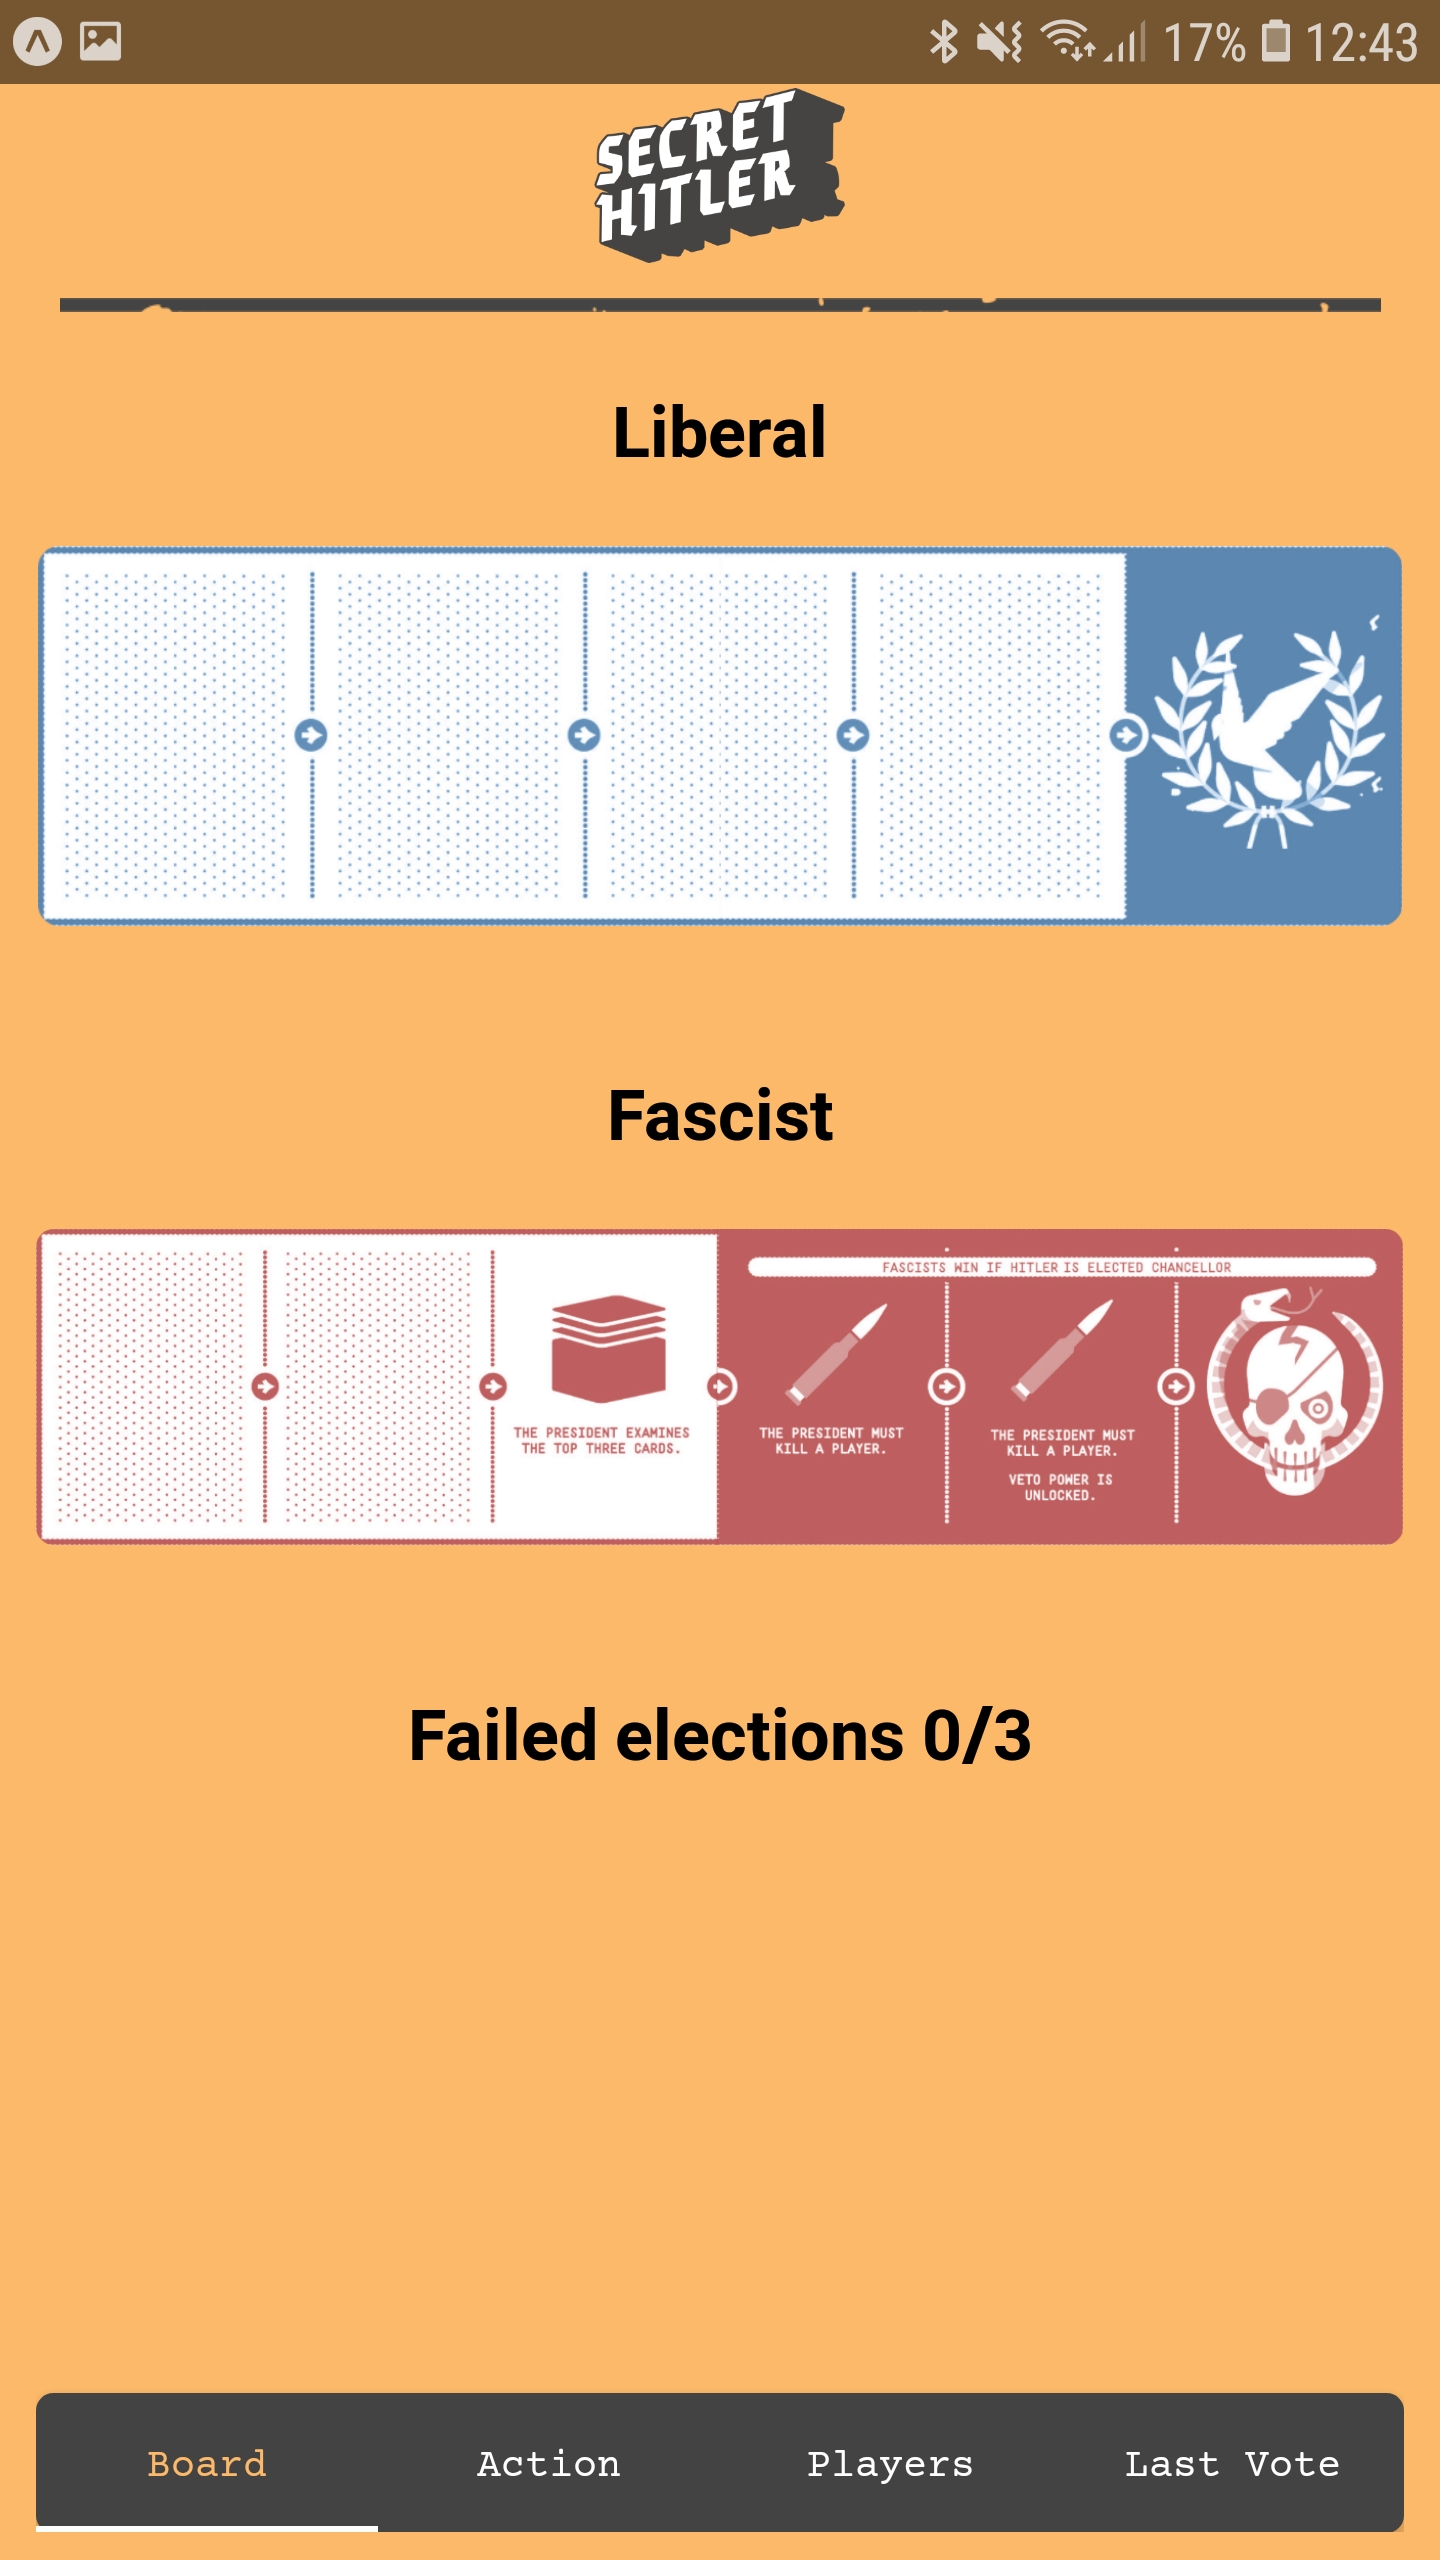 17% 12:43
SECRET
HITLER
Liberal
Fascist
FASCISTS WIN IF HITLER IS ELECTED CHANCELLOR
THE PRESIDENT EXAMINES
THE TOP THREE CARDS.
THE PRESIDENT MUST
KILL A PLAYER.
THE PRESIDENT MUST
KILL A PLAYER.
VETO POWER IS
UNLOCKED.
Failed elections 0/3
Board Action Players Last Vote